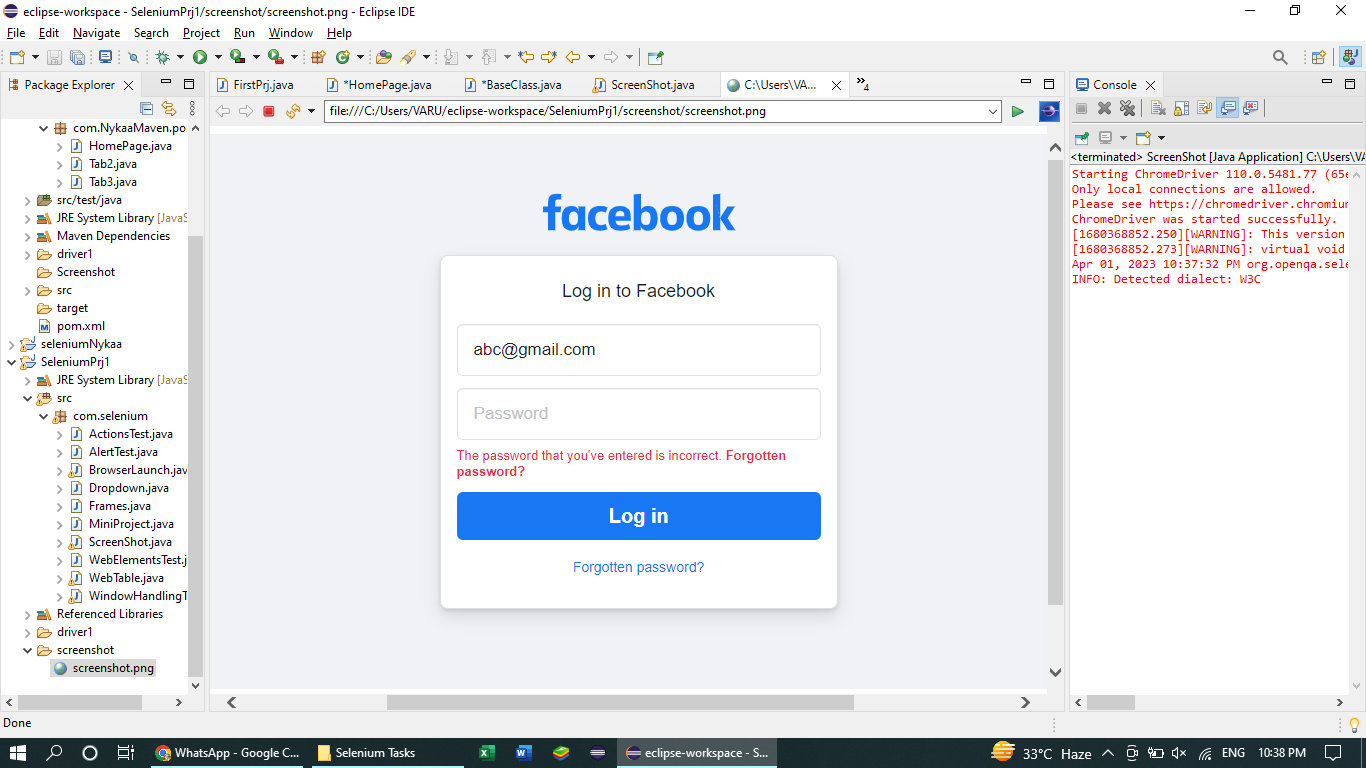 eclipse-workspace - SeleniumPrj1/screenshot/screenshot.png - Eclipse IDE
File Edit Navigate Search Project Run Window Help
Package Explorer
com.NykaaMaven.po
HomePage.java
Tab2.java
Tab3.java
src/test/java
JRE System Library [JavaS
Maven Dependencies
driver1
Screenshot
src
target
pom.xml
seleniumNykaa
SeleniumPrj1
JRE System Library [JavaS
src
com.selenium
ActionsTest.java
AlertTest.java
BrowserLaunch.jav
Dropdown.java
Frames.java
MiniProject.java
ScreenShot.java
WebElementsTest.j
WebTable.java
WindowHandlingT
Referenced Libraries
driver1
screenshot
screenshot.png
FirstPrj.java *HomePage.java *BaseClass.java ScreenShot.java C:\Users\VA... »4
file:///C:/Users/VARU/eclipse-workspace/SeleniumPrj1/screenshot/screenshot.png
facebook
Log in to Facebook
abc@gmail.com
Password
The password that you've entered is incorrect. Forgotten
password?
Log in
Forgotten password?
Console
<terminated> ScreenShot [Java Application] C:\Users\VA
Starting ChromeDriver 110.0.5481.77 (65e
Only local connections are allowed.
Please see https://chromedriver.chromium
ChromeDriver was started successfully.
[1680368852.250][WARNING]: This version
[1680368852.273][WARNING]: virtual void
Apr 01, 2023 10:37:32 PM org.openqa.sele
INFO: Detected dialect: W3C
Done
WhatsApp - Google C... Selenium Tasks eclipse-workspace - S... 33°C Haze ENG 10:38 PM